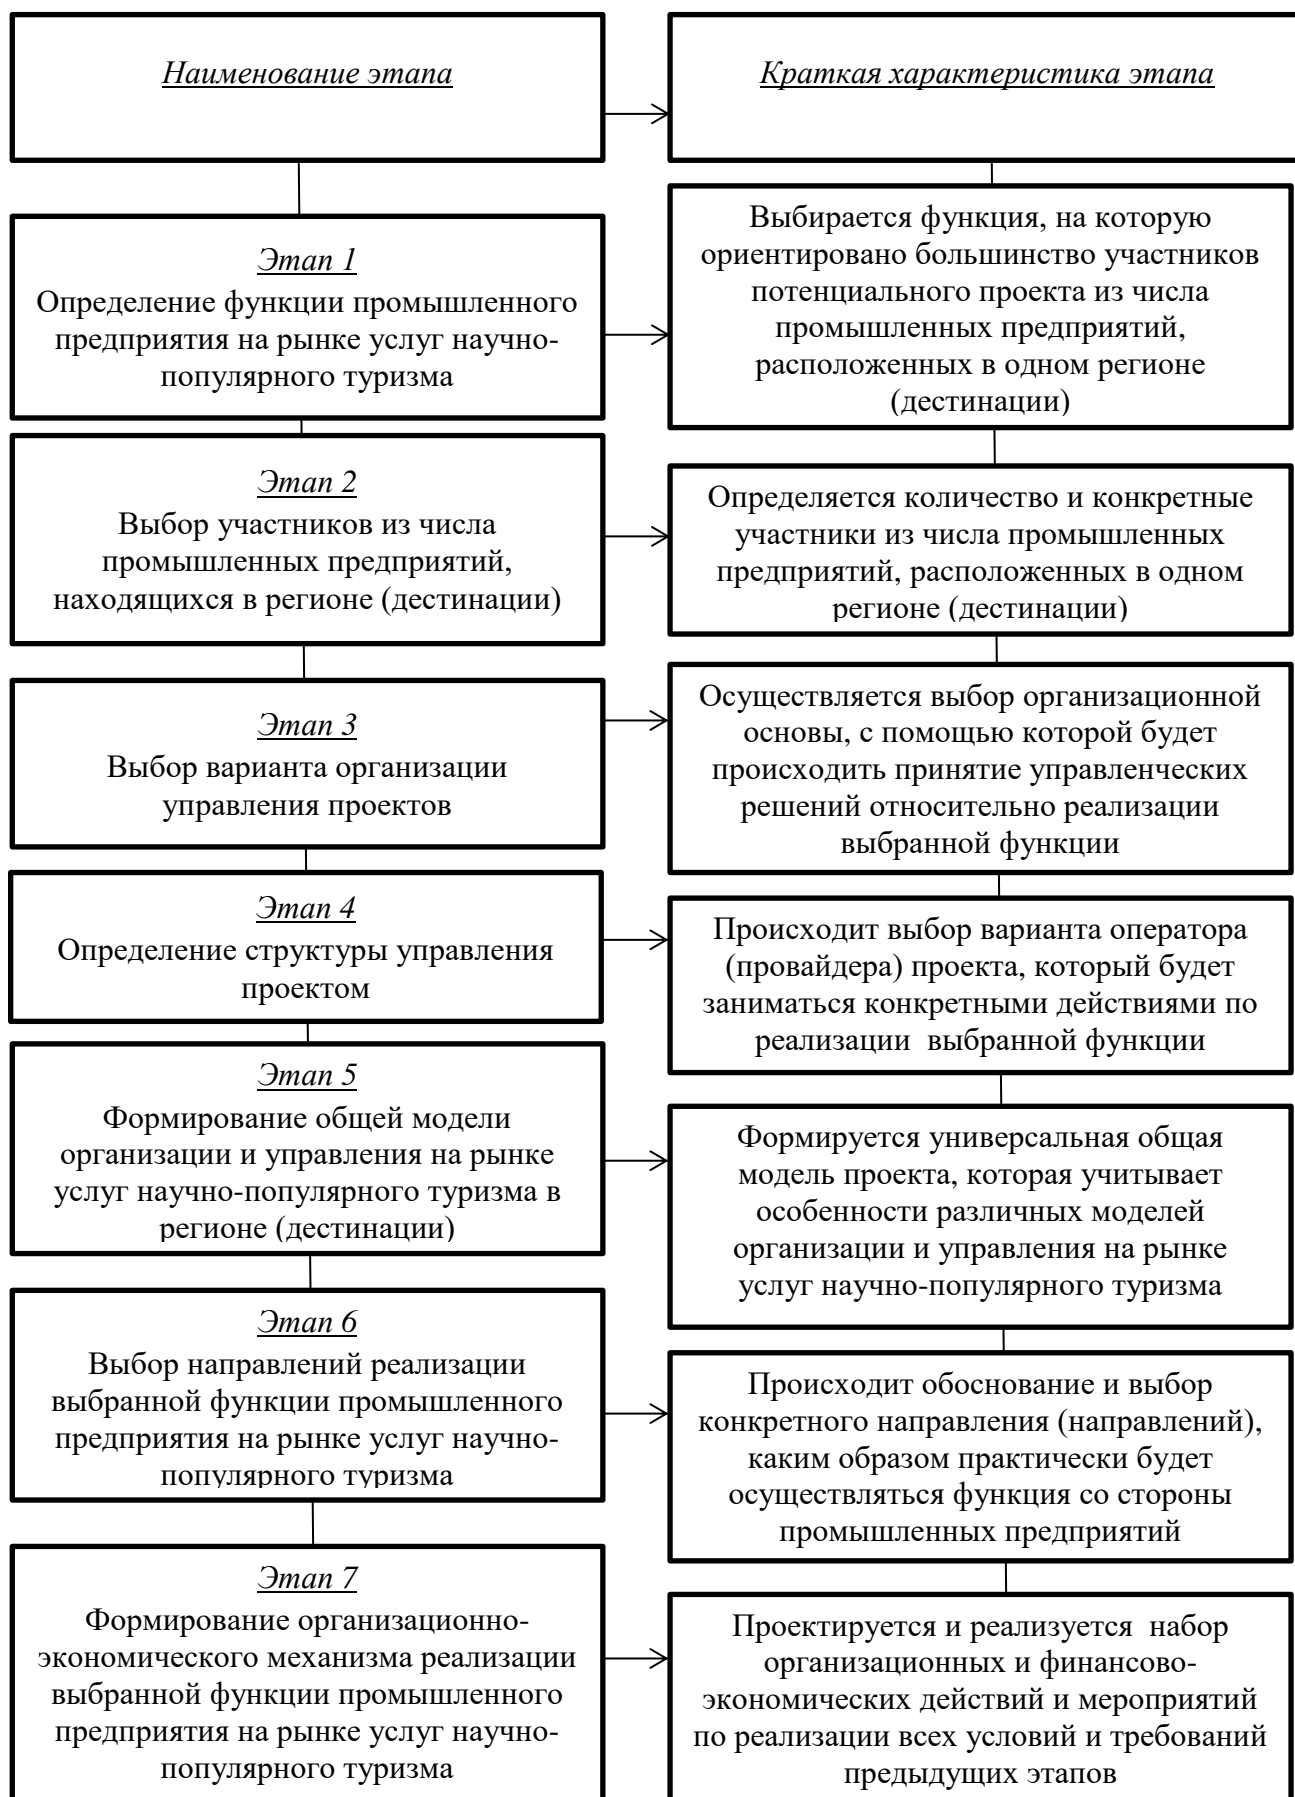 Наименование этапа
Краткая характеристика этапа
Этап 1
Определение функции промышленного
предприятия на рынке услуг научно-
популярного туризма
Выбирается функция, на которую
ориентировано большинство участников
потенциального проекта из числа
промышленных предприятий,
расположенных в одном регионе
(дестинации)
Этап 2
Выбор участников из числа
промышленных предприятий,
находящихся в регионе (дестинации)
Определяется количество и конкретные
участники из числа промышленных
предприятий, расположенных в одном
регионе (дестинации)
Этап 3
Выбор варианта организации
управления проектов
Осуществляется выбор организационной
основы, с помощью которой будет
происходить принятие управленческих
решений относительно реализации
выбранной функции
Этап 4
Определение структуры управления
проектом
Происходит выбор варианта оператора
(провайдера) проекта, который будет
заниматься конкретными действиями по
реализации  выбранной функции
Этап 5
Формирование общей модели
организации и управления на рынке
услуг научно-популярного туризма в
регионе (дестинации)
Формируется универсальная общая
модель проекта, которая учитывает
особенности различных моделей
организации и управления на рынке
услуг научно-популярного туризма
Этап 6
Выбор направлений реализации
выбранной функции промышленного
предприятия на рынке услуг научно-
популярного туризма
Происходит обоснование и выбор
конкретного направления (направлений),
каким образом практически будет
осуществляться функция со стороны
промышленных предприятий
Этап 7
Формирование организационно-
экономического механизма реализации
выбранной функции промышленного
предприятия на рынке услуг научно-
популярного туризма
Проектируется и реализуется  набор
организационных и финансово-
экономических действий и мероприятий
по реализации всех условий и требований
предыдущих этапов